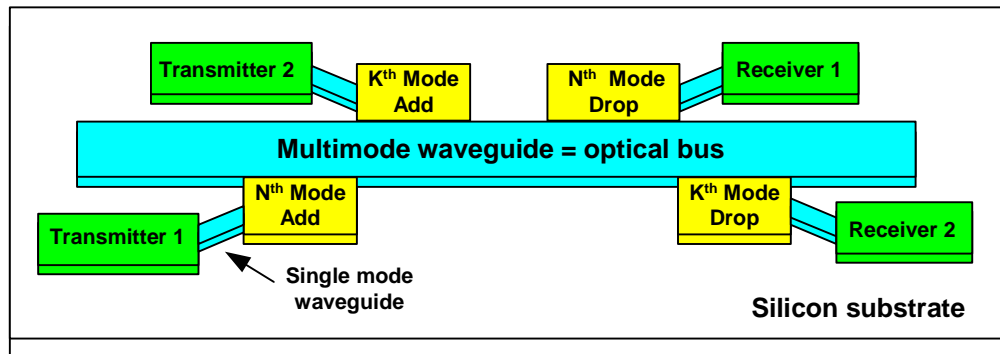 Transmitter 2
Kᵗʰ Mode
Add
Nᵗʰ Mode
Drop
Receiver 1
Multimode waveguide = optical bus
Transmitter 1
Nᵗʰ Mode
Add
Kᵗʰ Mode
Drop
Receiver 2
Single mode
waveguide
Silicon substrate